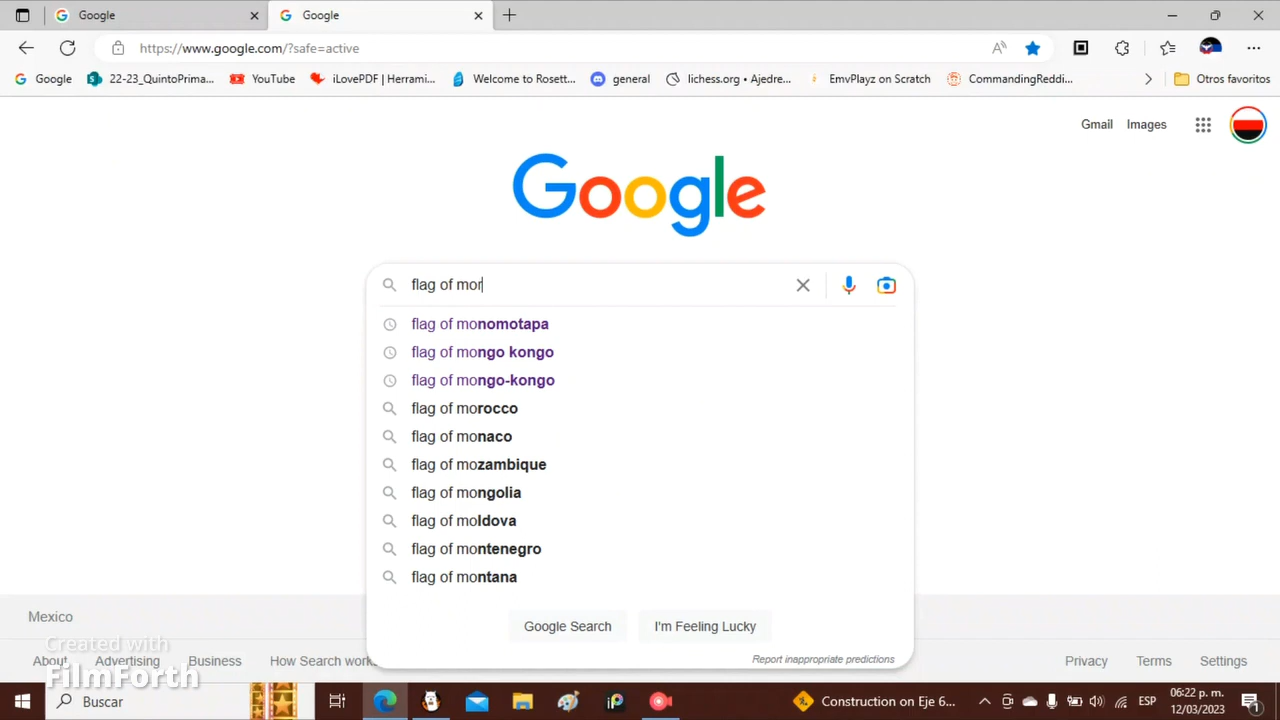 Google
Google
https://www.google.com/?safe=active
Google
22-23_QuintoPrima...
YouTube
iLovePDF | Herrami...
Welcome to Rosett...
general
lichess.org • Ajedre...
EmvPlayz on Scratch
CommandingReddi...
Otros favoritos
Gmail
Images
Google
flag of mor
flag of monomotapa
flag of mongo kongo
flag of mongo-kongo
flag of morocco
flag of monaco
flag of mozambique
flag of mongolia
flag of moldova
flag of montenegro
flag of montana
Google Search
I'm Feeling Lucky
Report inappropriate predictions
Mexico
Created with
FilmForth
About
Advertising
Business
How Search works
Privacy
Terms
Settings
Buscar
Construction on Eje 6...
ESP
06:22 p. m.
12/03/2023
1